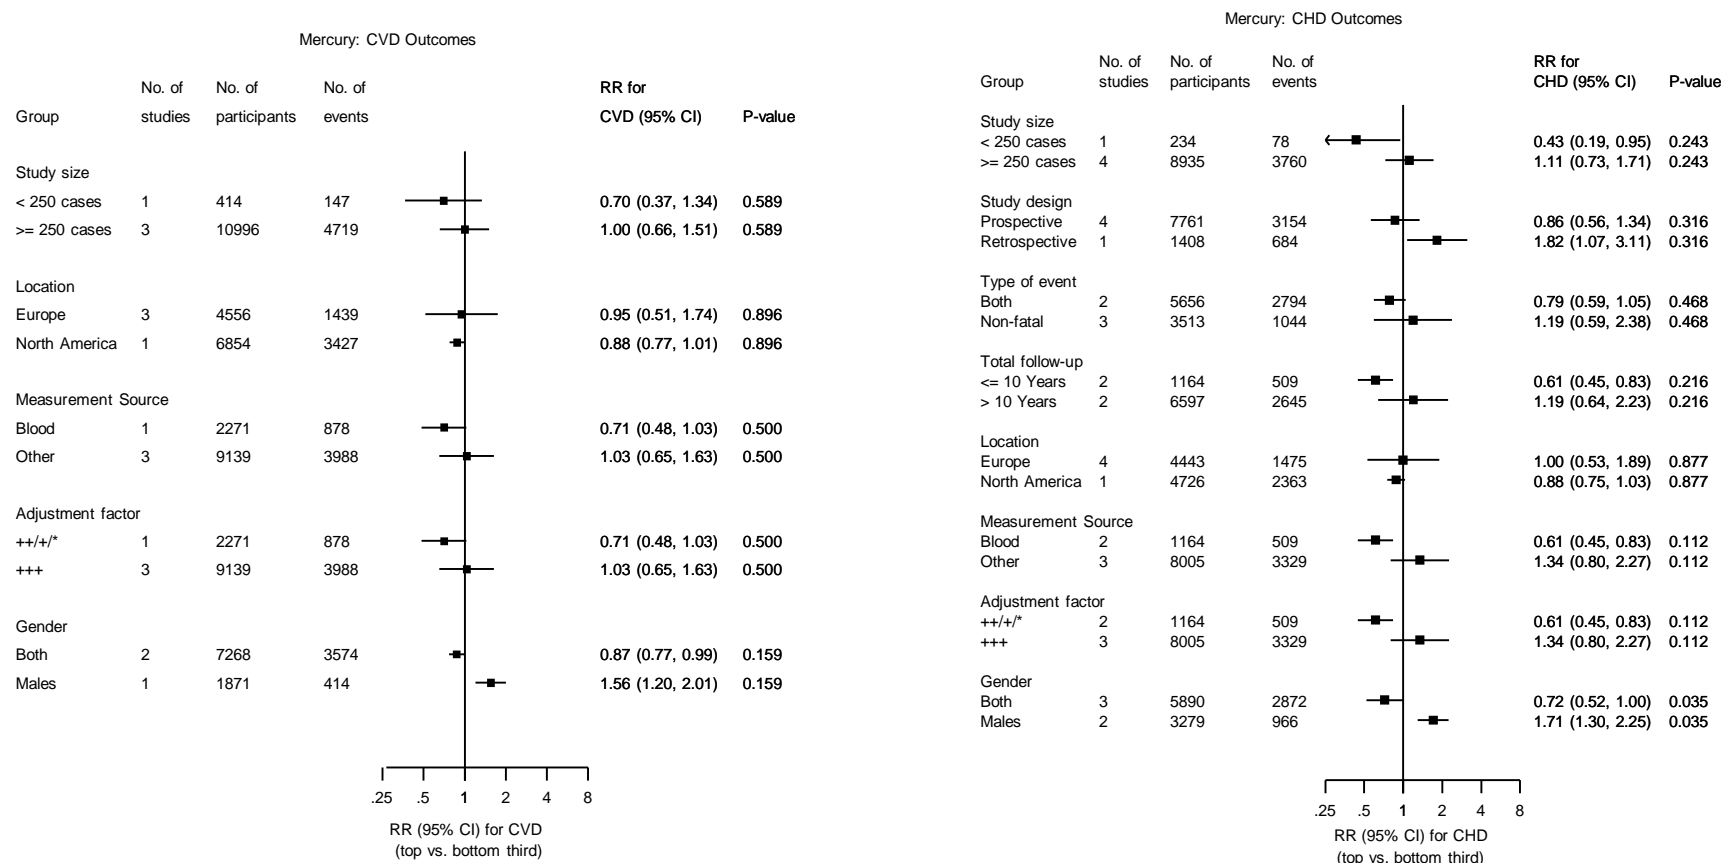 Mercury: CVD Outcomes
No. of No. of No. of RR for
Group studies participants events CVD (95% CI) P-value
Study size
< 250 cases 1 414 147 0.70 (0.37, 1.34) 0.589
>= 250 cases 3 10996 4719 1.00 (0.66, 1.51) 0.589
Location
Europe 3 4556 1439 0.95 (0.51, 1.74) 0.896
North America 1 6854 3427 0.88 (0.77, 1.01) 0.896
Measurement Source
Blood 1 2271 878 0.71 (0.48, 1.03) 0.500
Other 3 9139 3988 1.03 (0.65, 1.63) 0.500
Adjustment factor
++/+/* 1 2271 878 0.71 (0.48, 1.03) 0.500
+++ 3 9139 3988 1.03 (0.65, 1.63) 0.500
Gender
Both 2 7268 3574 0.87 (0.77, 0.99) 0.159
Males 1 1871 414 1.56 (1.20, 2.01) 0.159
.25 .5 1 2 4 8
RR (95% CI) for CVD
(top vs. bottom third)
Mercury: CHD Outcomes
No. of No. of No. of RR for
Group studies participants events CHD (95% CI) P-value
Study size
< 250 cases 1 234 78 0.43 (0.19, 0.95) 0.243
>= 250 cases 4 8935 3760 1.11 (0.73, 1.71) 0.243
Study design
Prospective 4 7761 3154 0.86 (0.56, 1.34) 0.316
Retrospective 1 1408 684 1.82 (1.07, 3.11) 0.316
Type of event
Both 2 5656 2794 0.79 (0.59, 1.05) 0.468
Non-fatal 3 3513 1044 1.19 (0.59, 2.38) 0.468
Total follow-up
<= 10 Years 2 1164 509 0.61 (0.45, 0.83) 0.216
> 10 Years 2 6597 2645 1.19 (0.64, 2.23) 0.216
Location
Europe 4 4443 1475 1.00 (0.53, 1.89) 0.877
North America 1 4726 2363 0.88 (0.75, 1.03) 0.877
Measurement Source
Blood 2 1164 509 0.61 (0.45, 0.83) 0.112
Other 3 8005 3329 1.34 (0.80, 2.27) 0.112
Adjustment factor
++/+/* 2 1164 509 0.61 (0.45, 0.83) 0.112
+++ 3 8005 3329 1.34 (0.80, 2.27) 0.112
Gender
Both 3 5890 2872 0.72 (0.52, 1.00) 0.035
Males 2 3279 966 1.71 (1.30, 2.25) 0.035
.25 .5 1 2 4 8
RR (95% CI) for CHD
(top vs. bottom third)